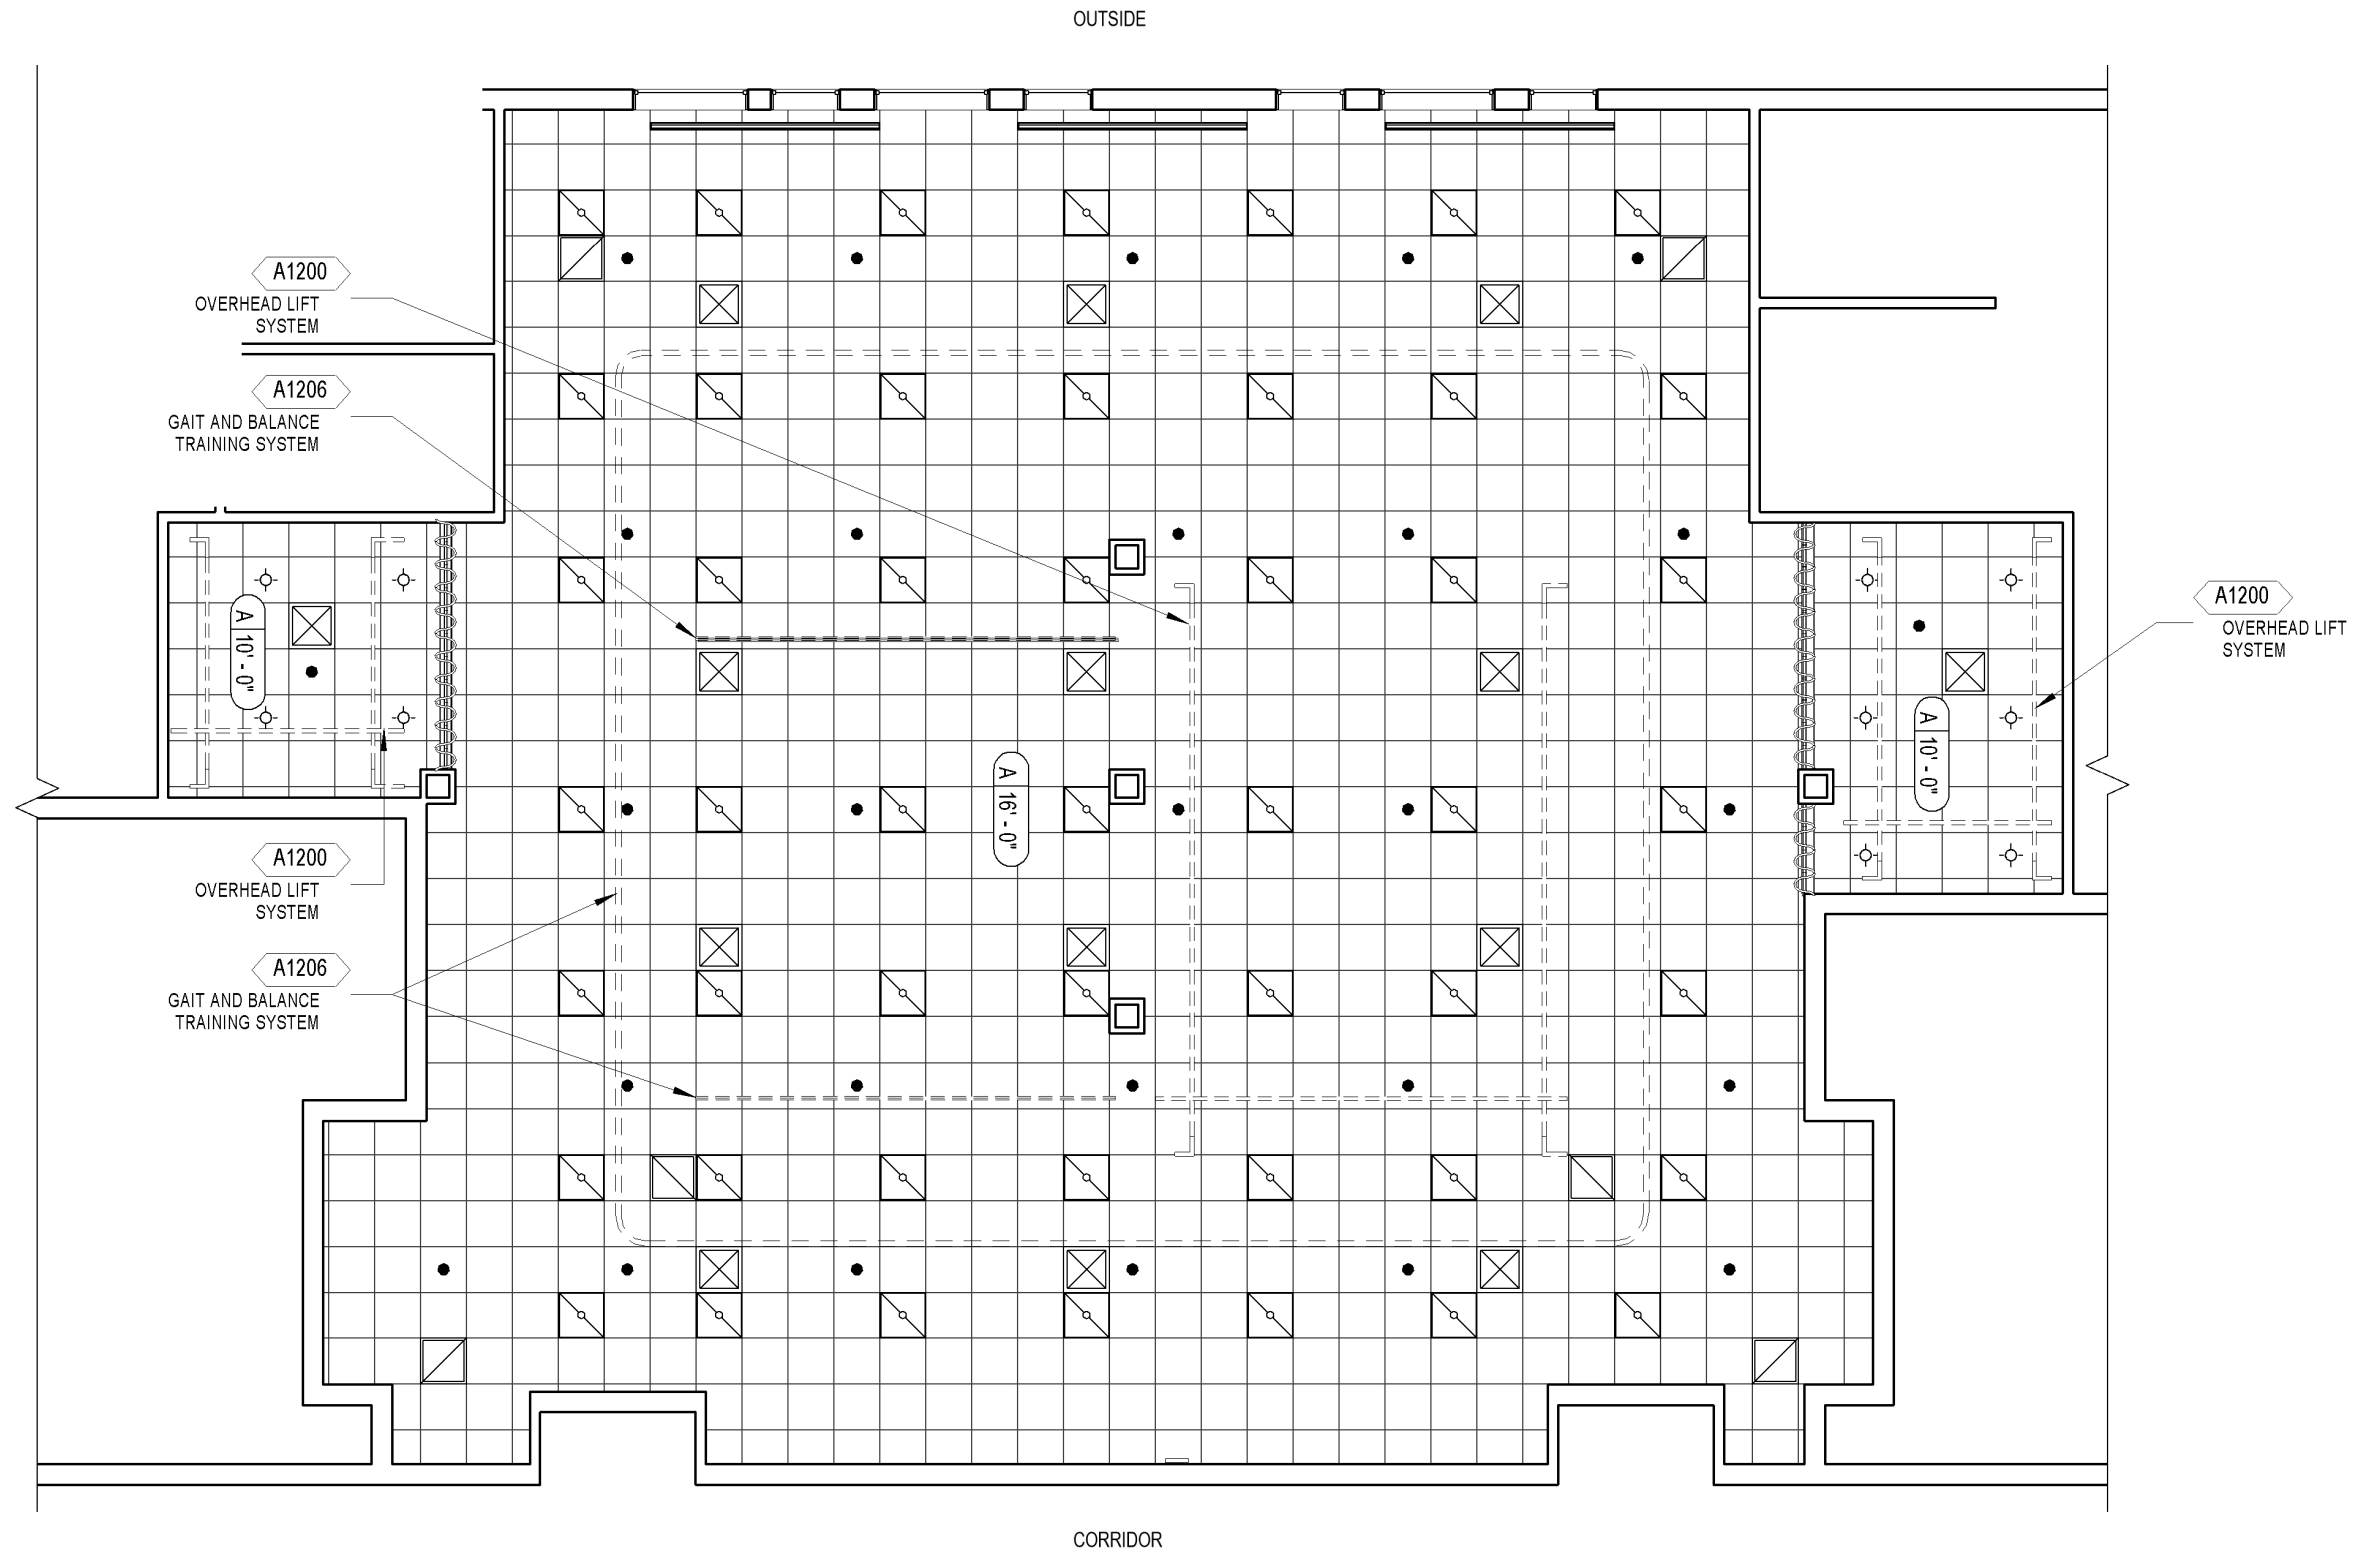 OUTSIDE
A1200
OVERHEAD LIFT
SYSTEM
A1206
GAIT AND BALANCE
TRAINING SYSTEM
A 10' - 0"
A1200
OVERHEAD LIFT
SYSTEM
A 10' - 0"
A 16' - 0"
A1200
OVERHEAD LIFT
SYSTEM
A1206
GAIT AND BALANCE
TRAINING SYSTEM
CORRIDOR